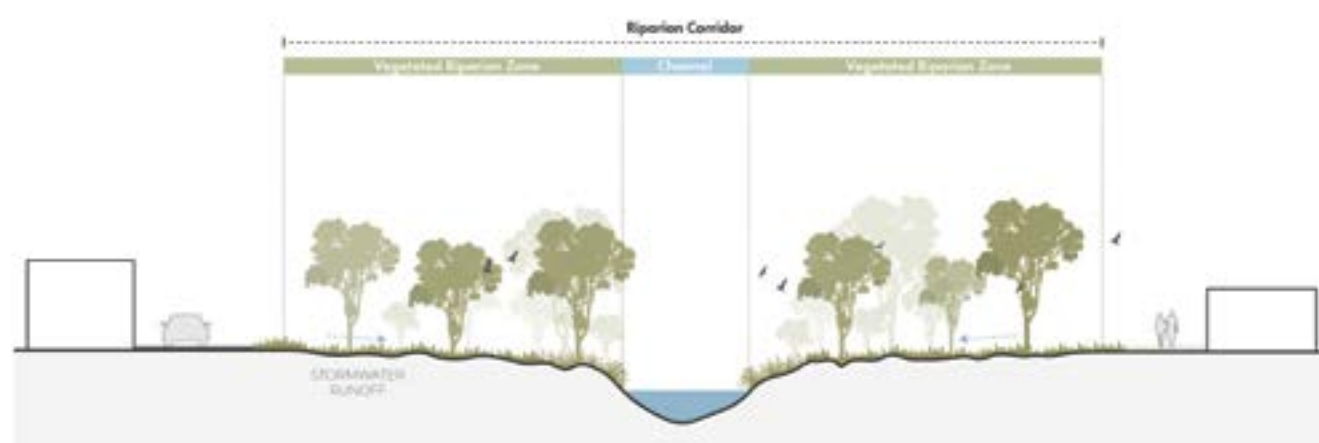 Riparian Corridor
Vegetated Riparian Zone
Channel
Vegetated Riparian Zone
STORMWATER
RUNOFF